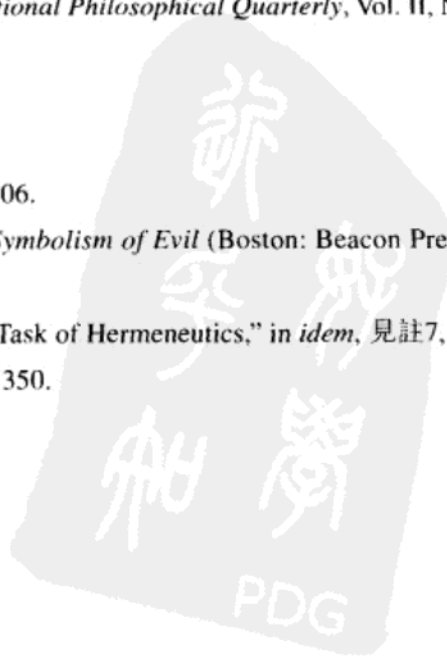 tional Philosophical Quarterly, Vol. II, N
06.
Symbolism of Evil (Boston: Beacon Pre
Task of Hermeneutics," in idem, 見註7,
350.
PDG